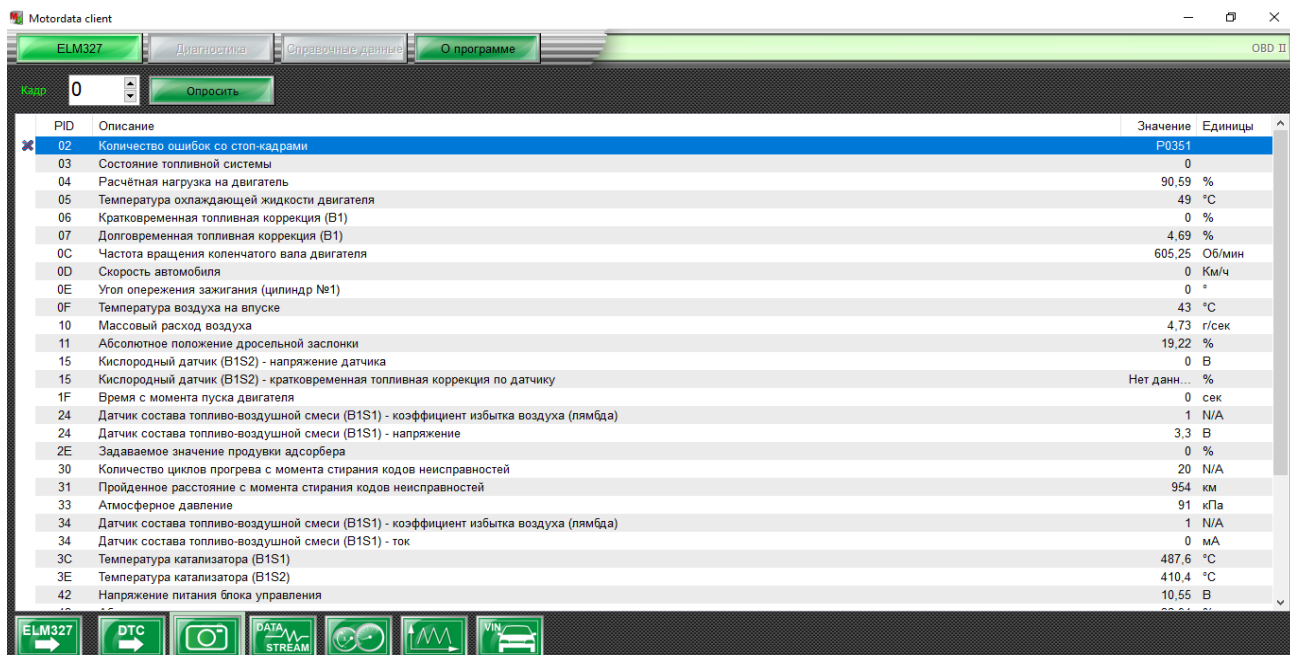 Motordata client
ELM327 Диагностика Справочные данные О программе OBD II
Кадр 0 Опросить
PID Описание Значение Единицы
02 Количество ошибок со стоп-кадрами P0351
03 Состояние топливной системы 0
04 Расчётная нагрузка на двигатель 90,59 %
05 Температура охлаждающей жидкости двигателя 49 °C
06 Кратковременная топливная коррекция (B1) 0 %
07 Долговременная топливная коррекция (B1) 4,69 %
0C Частота вращения коленчатого вала двигателя 605,25 Об/мин
0D Скорость автомобиля 0 Км/ч
0E Угол опережения зажигания (цилиндр №1) 0 °
0F Температура воздуха на впуске 43 °C
10 Массовый расход воздуха 4,73 г/сек
11 Абсолютное положение дросельной заслонки 19,22 %
15 Кислородный датчик (B1S2) - напряжение датчика 0 В
15 Кислородный датчик (B1S2) - кратковременная топливная коррекция по датчику Нет данн... %
1F Время с момента пуска двигателя 0 сек
24 Датчик состава топливо-воздушной смеси (B1S1) - коэффициент избытка воздуха (лямбда) 1 N/A
24 Датчик состава топливо-воздушной смеси (B1S1) - напряжение 3,3 В
2E Задаваемое значение продувки адсорбера 0 %
30 Количество циклов прогрева с момента стирания кодов неисправностей 20 N/A
31 Пройденное расстояние с момента стирания кодов неисправностей 954 км
33 Атмосферное давление 91 кПа
34 Датчик состава топливо-воздушной смеси (B1S1) - коэффициент избытка воздуха (лямбда) 1 N/A
34 Датчик состава топливо-воздушной смеси (B1S1) - ток 0 мА
3C Температура катализатора (B1S1) 487,6 °C
3E Температура катализатора (B1S2) 410,4 °C
42 Напряжение питания блока управления 10,55 В
ELM327 DTC DATA STREAM VIN